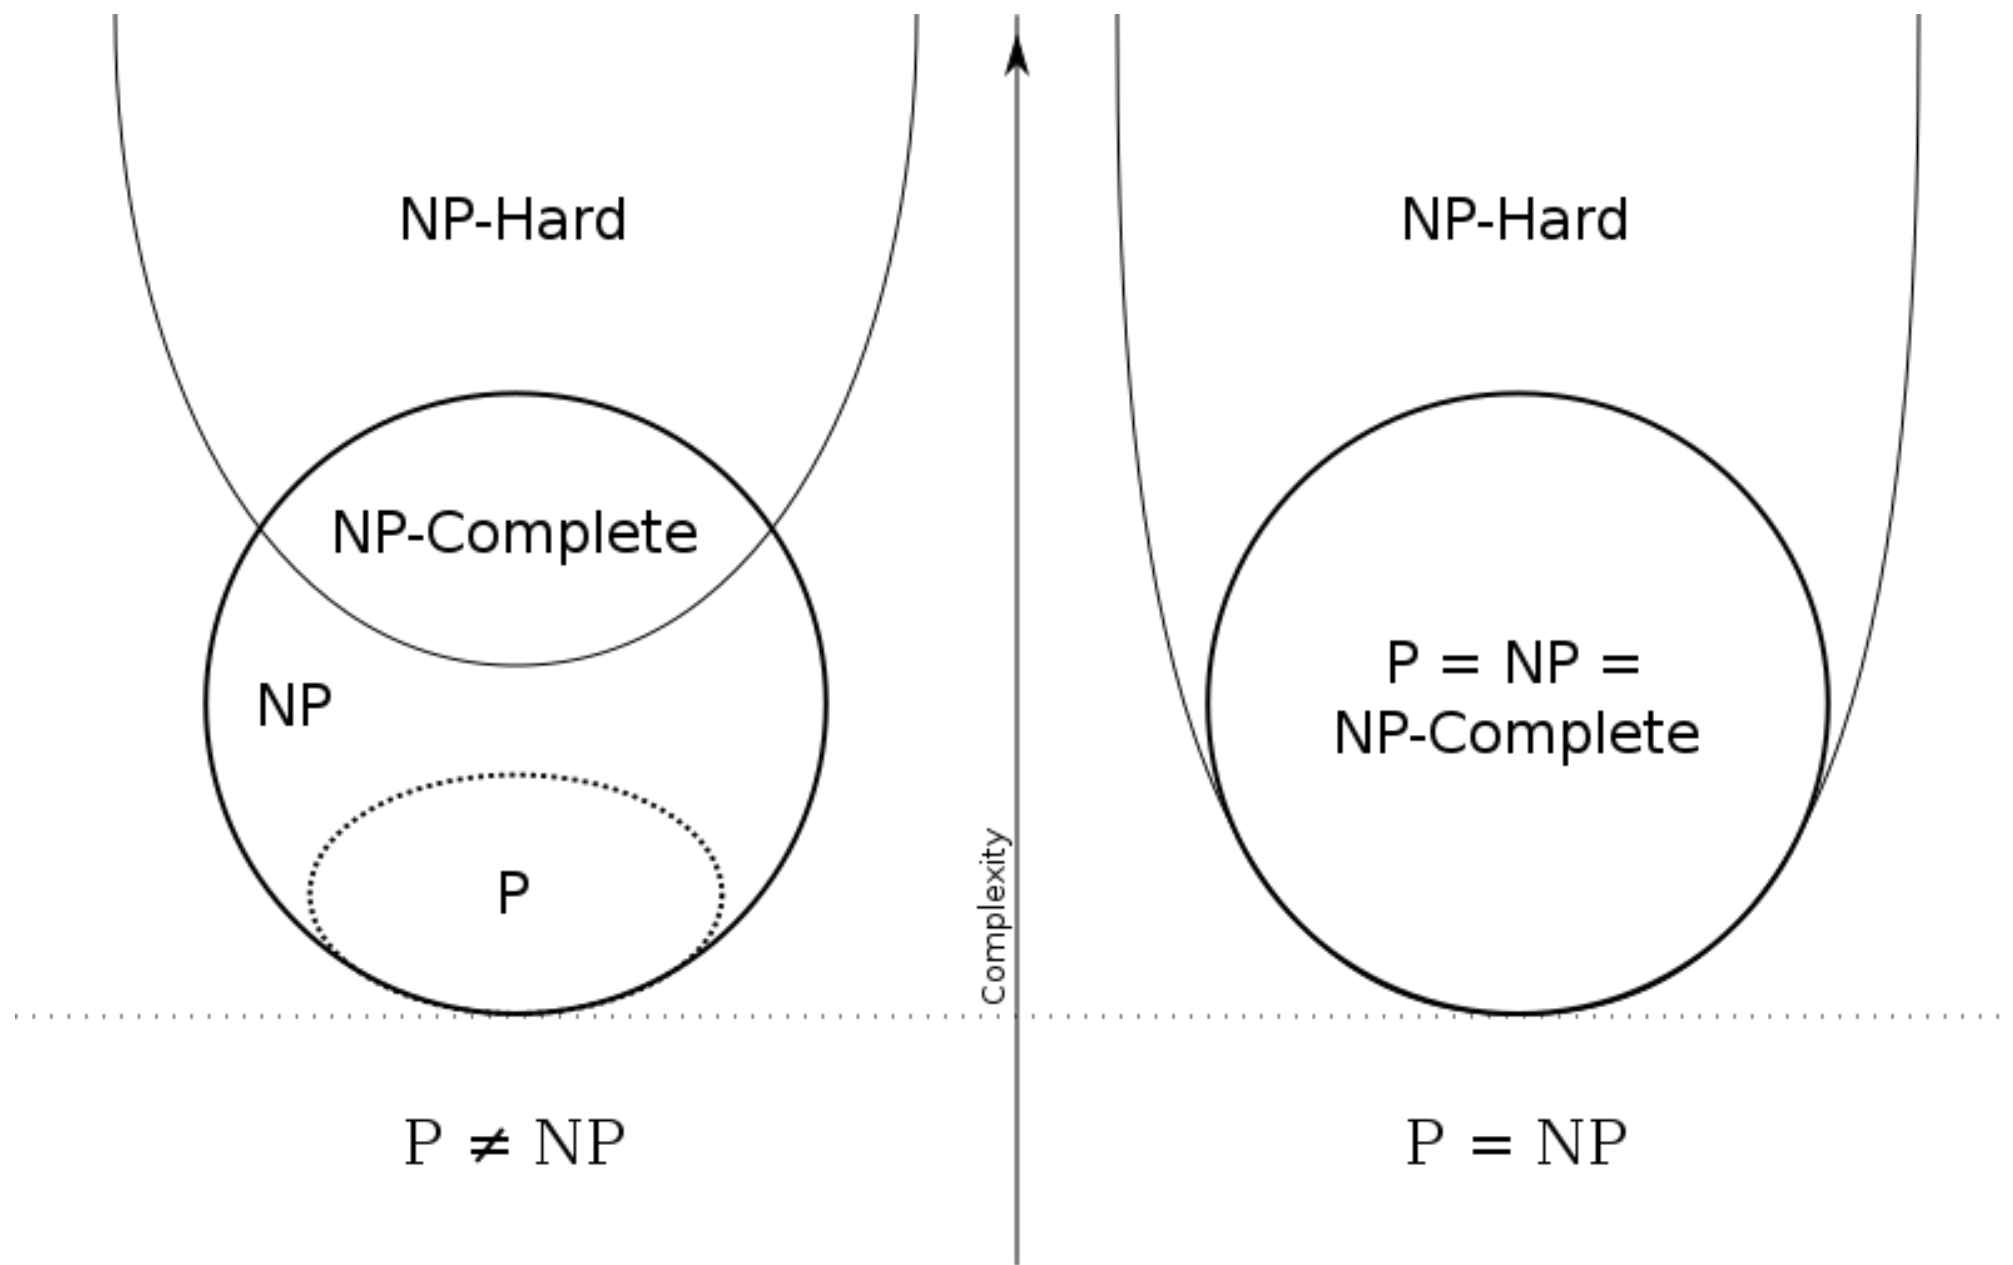 NP-Hard
NP-Complete
NP
P
P ≠ NP
Complexity
NP-Hard
P = NP =
NP-Complete
P = NP